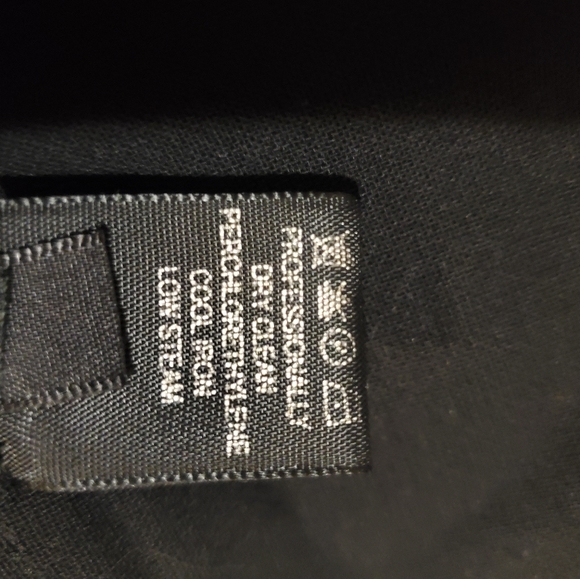 PROFESSIONALLY
DRY CLEAN
PERCHLORETHYLENE
COOL IRON
LOW STEAM